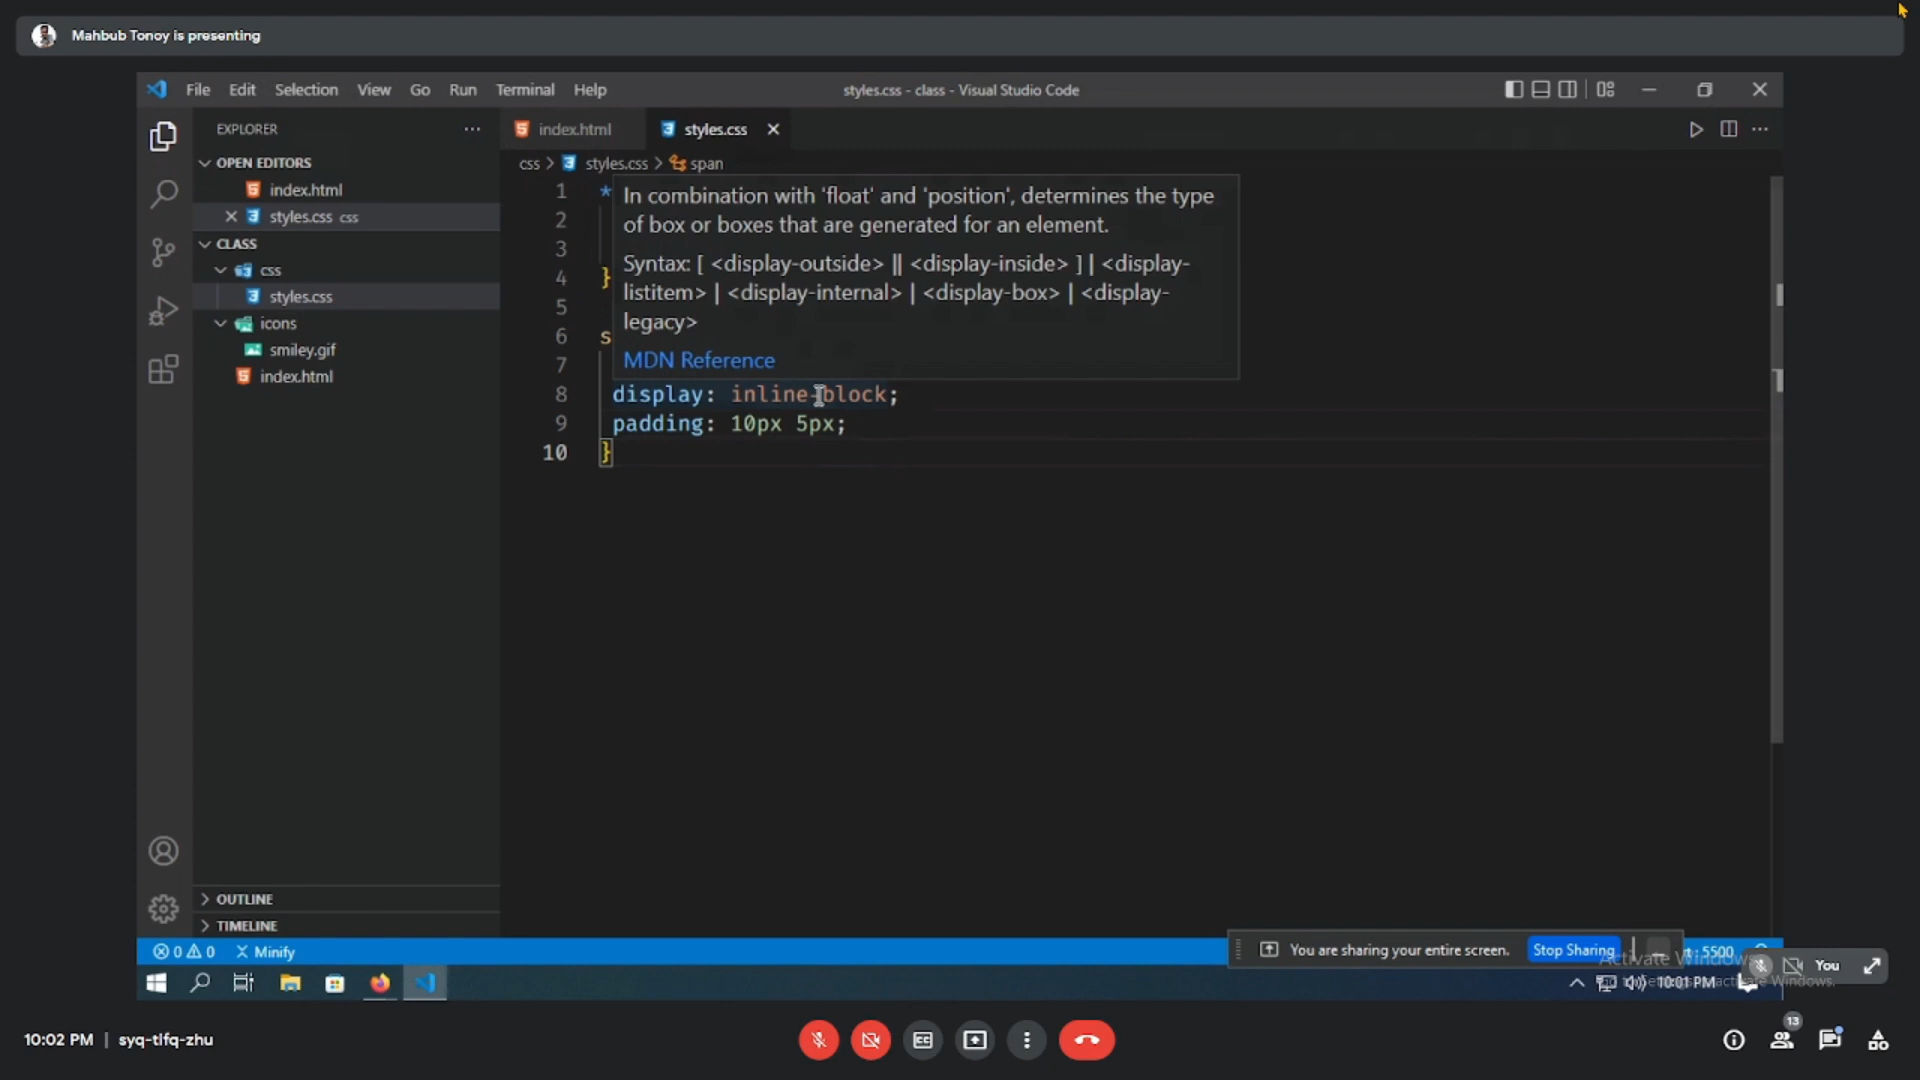 Mahbub Tonoy is presenting
File Edit Selection View Go Run Terminal Help
styles.css - class - Visual Studio Code
EXPLORER
index.html
styles.css
OPEN EDITORS
index.html
styles.css css
CLASS
css
styles.css
icons
smiley.gif
index.html
OUTLINE
TIMELINE
css > styles.css > span
1 *
2
3
4 }
5
6 s
7
8 display: inline-block;
9 padding: 10px 5px;
10 }
In combination with 'float' and 'position', determines the type
of box or boxes that are generated for an element.
Syntax: [ <display-outside> || <display-inside> ] | <display-
listitem> | <display-internal> | <display-box> | <display-
legacy>
MDN Reference
0 0 Minify
You are sharing your entire screen. Stop Sharing
: 5500
Activate Windows
You
10:01 PM
10:02 PM | syq-tlfq-zhu
CC
13